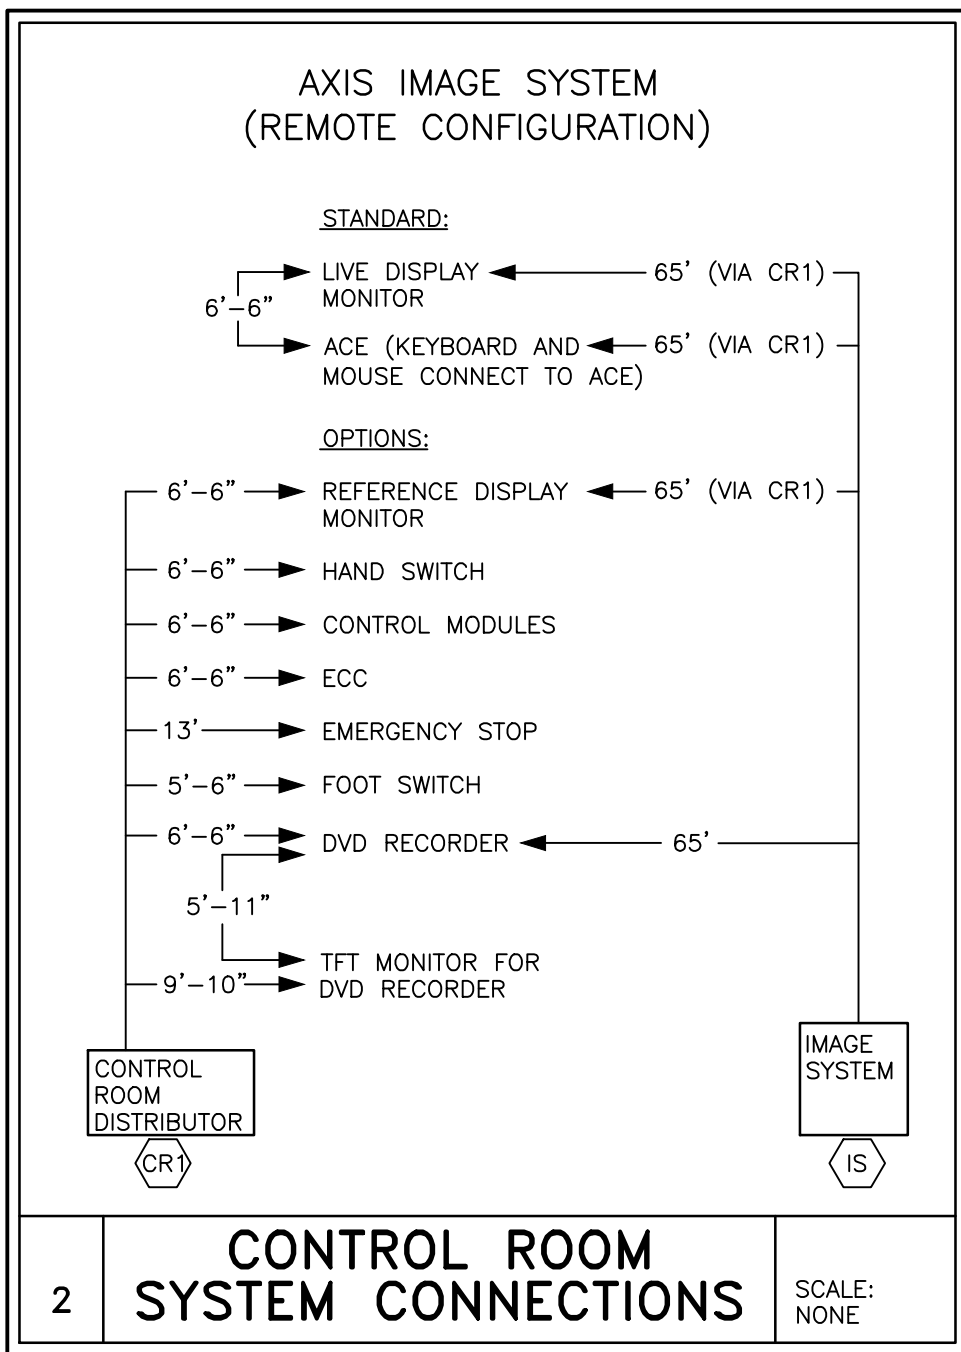 AXIS IMAGE SYSTEM
(REMOTE CONFIGURATION)
STANDARD:
LIVE DISPLAY
MONITOR
65' (VIA CR1)
6'-6"
ACE (KEYBOARD AND
MOUSE CONNECT TO ACE)
65' (VIA CR1)
OPTIONS:
6'-6"
REFERENCE DISPLAY
MONITOR
65' (VIA CR1)
6'-6" HAND SWITCH
6'-6" CONTROL MODULES
6'-6" ECC
13' EMERGENCY STOP
5'-6" FOOT SWITCH
6'-6" DVD RECORDER 65'
5'-11"
TFT MONITOR FOR
DVD RECORDER
9'-10"
CONTROL
ROOM
DISTRIBUTOR
CR1
IMAGE
SYSTEM
IS
2
CONTROL ROOM
SYSTEM CONNECTIONS
SCALE:
NONE